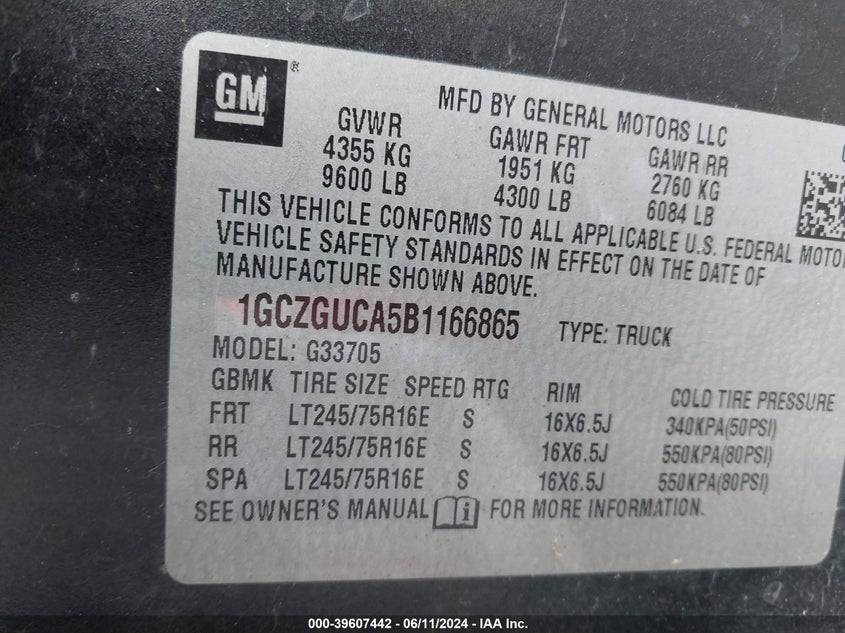 GM ®
MFD BY GENERAL MOTORS LLC
GVWR GAWR FRT GAWR RR
4355 KG 1951 KG 2760 KG
9600 LB 4300 LB 6084 LB
THIS VEHICLE CONFORMS TO ALL APPLICABLE U.S. FEDERAL MOTOR
VEHICLE SAFETY STANDARDS IN EFFECT ON THE DATE OF
MANUFACTURE SHOWN ABOVE.
1GCZGUCA5B1166865 TYPE: TRUCK
MODEL: G33705
GBMK TIRE SIZE SPEED RTG RIM COLD TIRE PRESSURE
FRT LT245/75R16E S 16X6.5J 340KPA(50PSI)
RR LT245/75R16E S 16X6.5J 550KPA(80PSI)
SPA LT245/75R16E S 16X6.5J 550KPA(80PSI)
SEE OWNER'S MANUAL i FOR MORE INFORMATION.
000-39607442 - 06/11/2024 - IAA Inc.